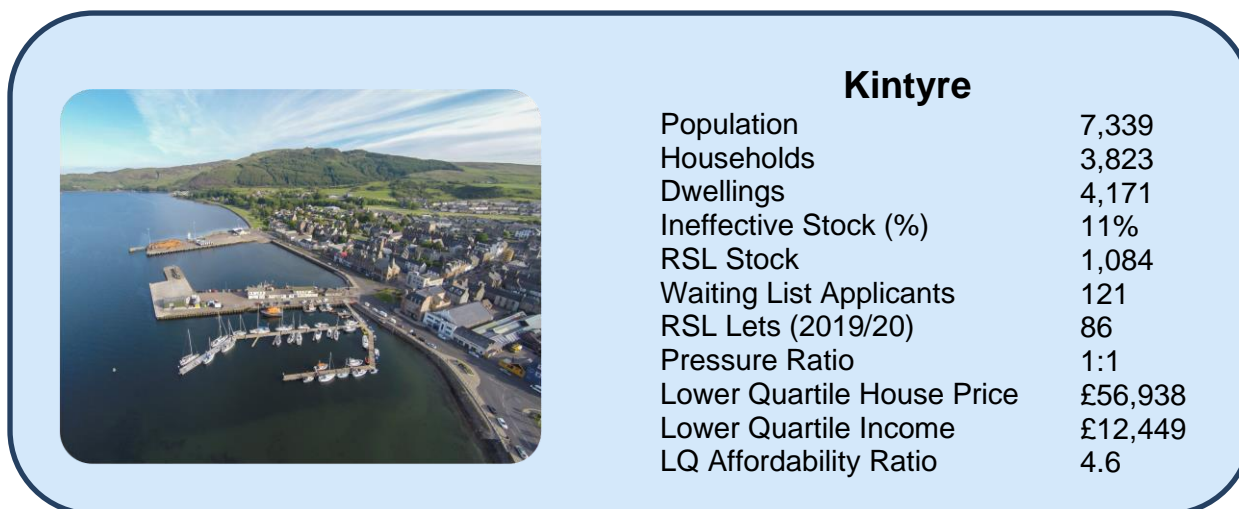 Kintyre
Population 7,339
Households 3,823
Dwellings 4,171
Ineffective Stock (%) 11%
RSL Stock 1,084
Waiting List Applicants 121
RSL Lets (2019/20) 86
Pressure Ratio 1:1
Lower Quartile House Price £56,938
Lower Quartile Income £12,449
LQ Affordability Ratio 4.6